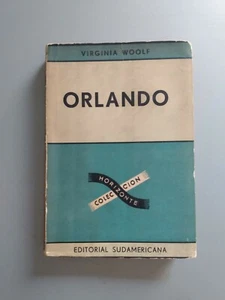 VIRGINIA WOOLF
ORLANDO
COLECCION
HORIZONTE
EDITORIAL SUDAMERICANA